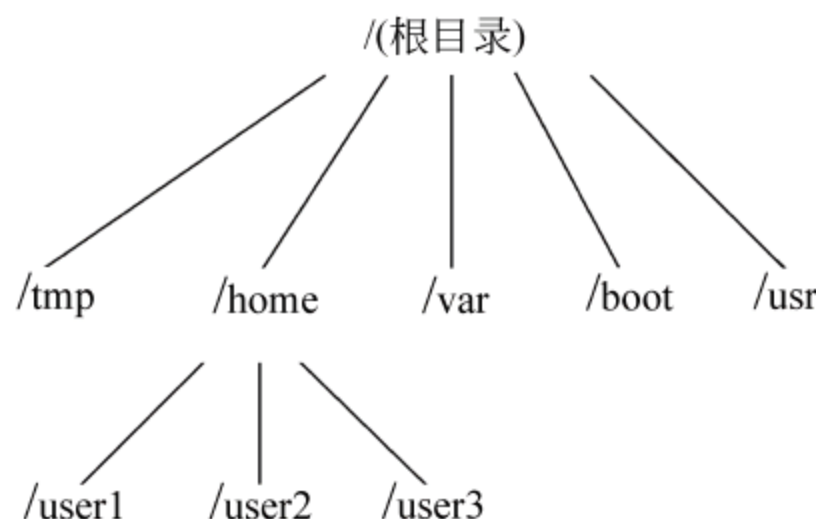 /(根目录)
/tmp /home /var /boot /usr
/user1 /user2 /user3